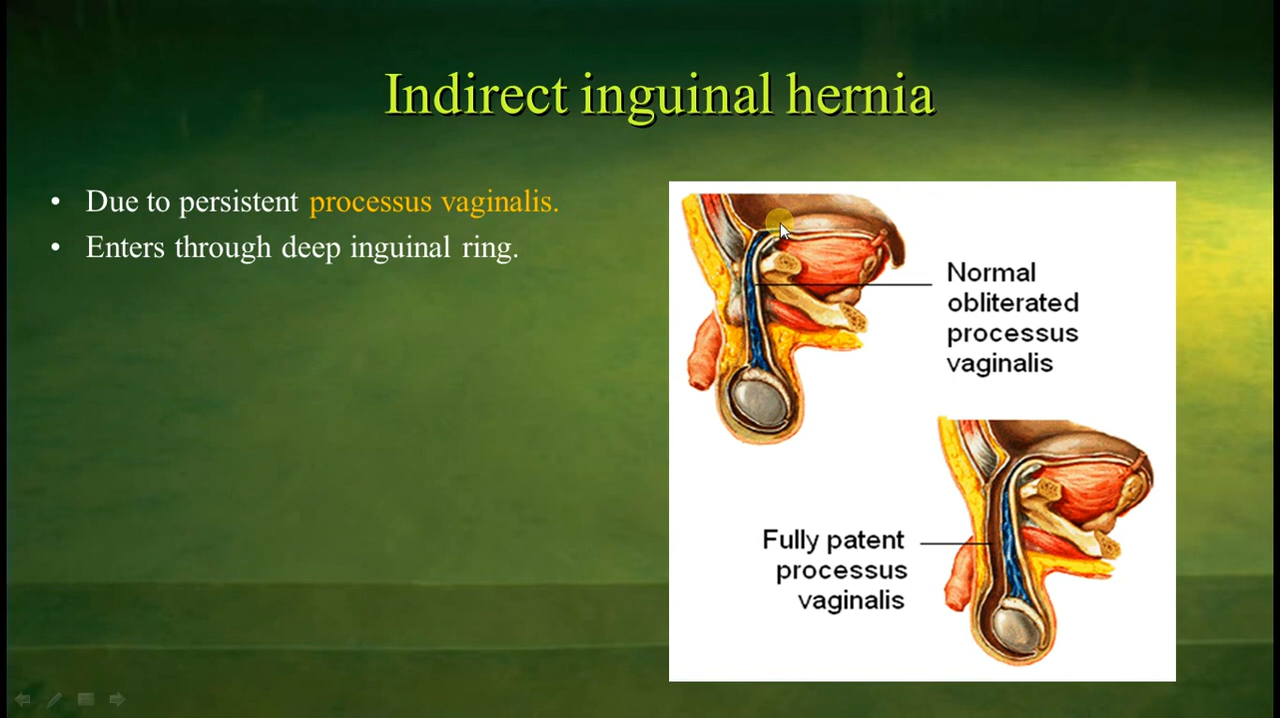 Indirect inguinal hernia
• Due to persistent processus vaginalis.
• Enters through deep inguinal ring.
Normal
obliterated
processus
vaginalis
Fully patent
processus
vaginalis